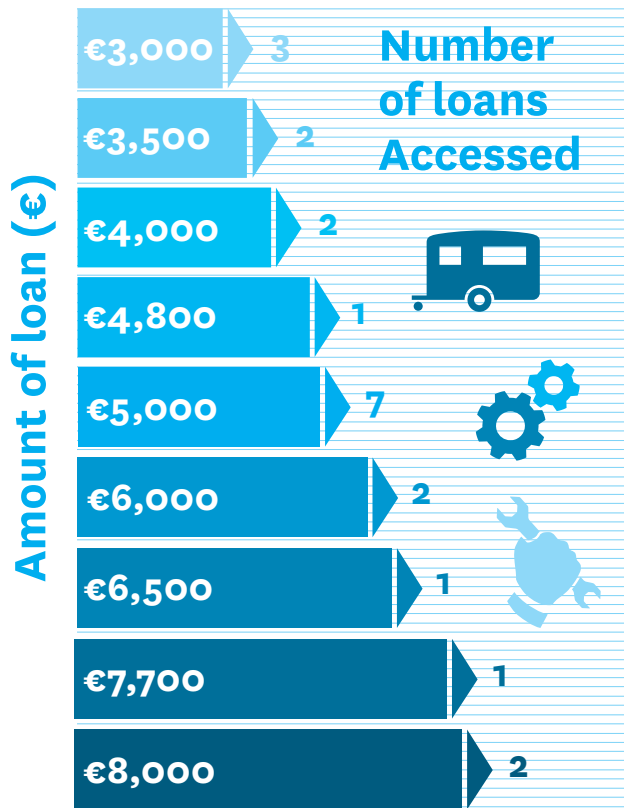 Number
of loans
Accessed
Amount of loan (€)
€3,000 3
€3,500 2
€4,000 2
€4,800 1
€5,000 7
€6,000 2
€6,500 1
€7,700 1
€8,000 2